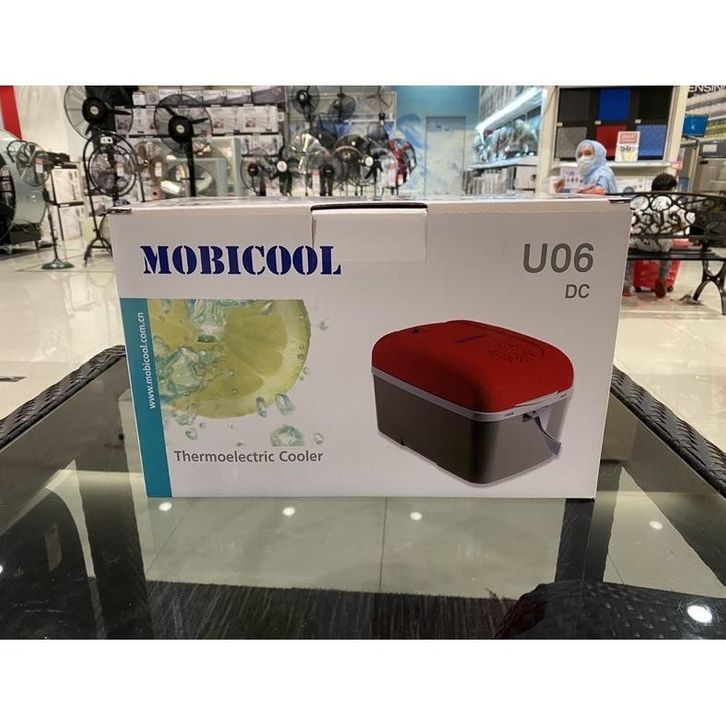 MOBICOOL
U06
DC
www.mobicool.com.cn
Thermoelectric Cooler